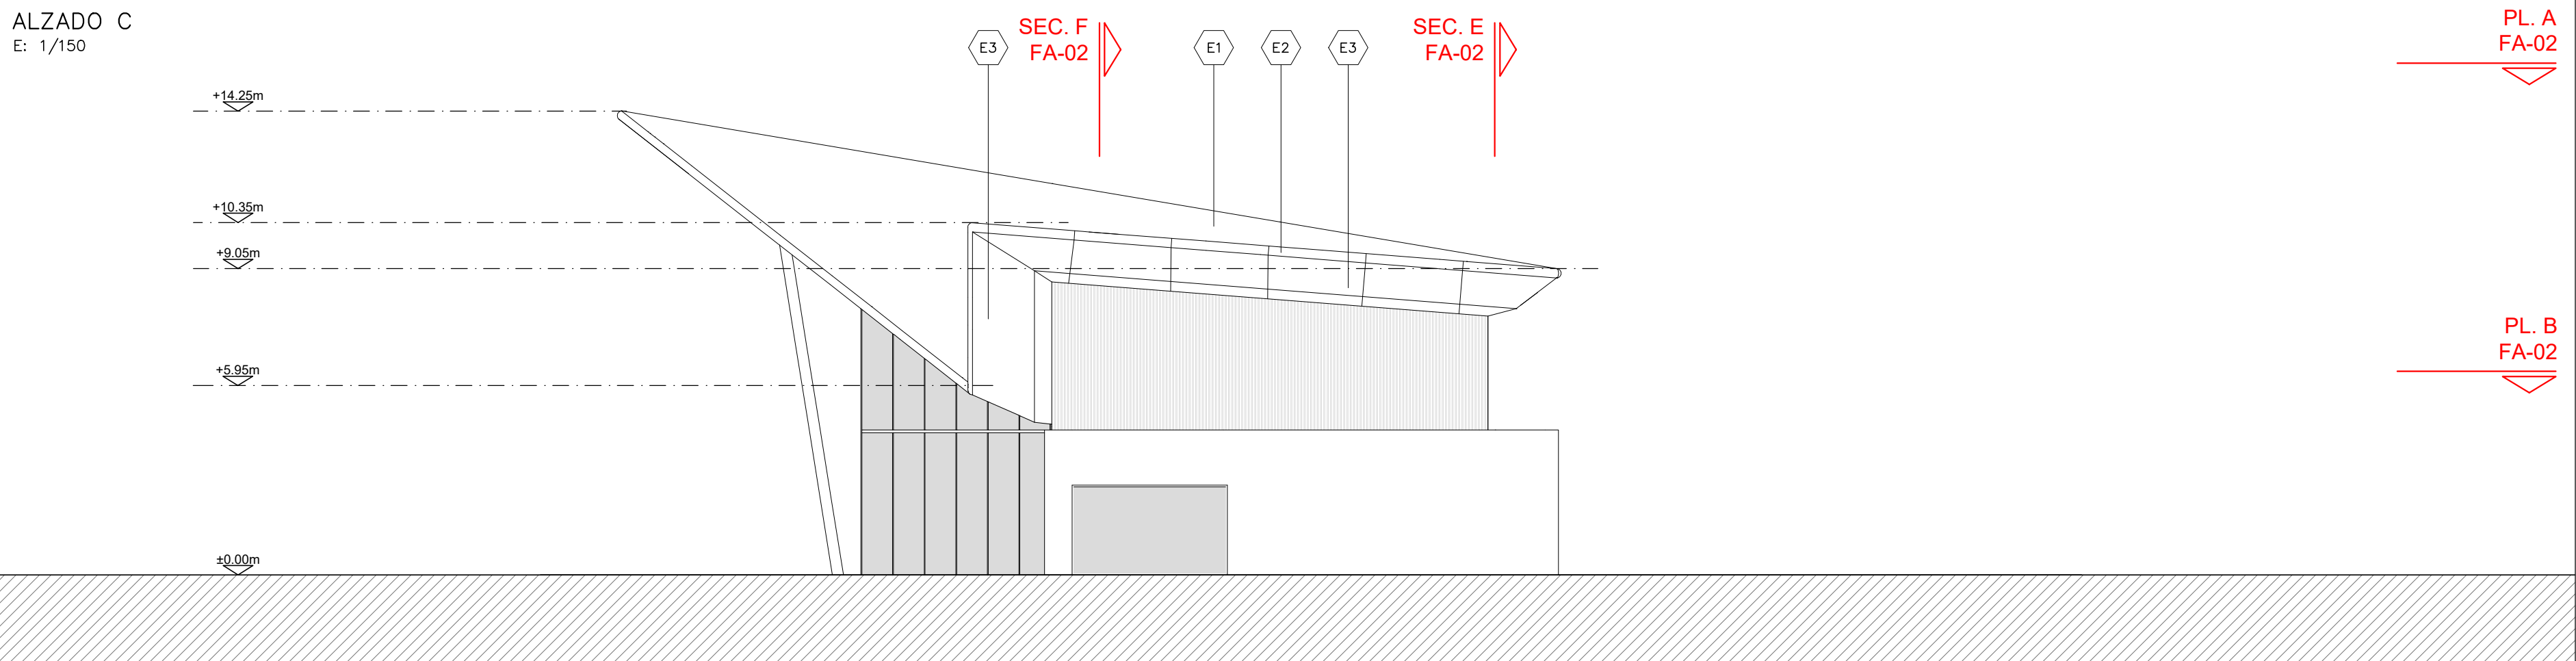 ALZADO C
E: 1/150
E3
SEC. F
FA-02
E1
E2
E3
SEC. E
FA-02
PL. A
FA-02
+14.25m
+10.35m
+9.05m
+5.95m
PL. B
FA-02
±0.00m